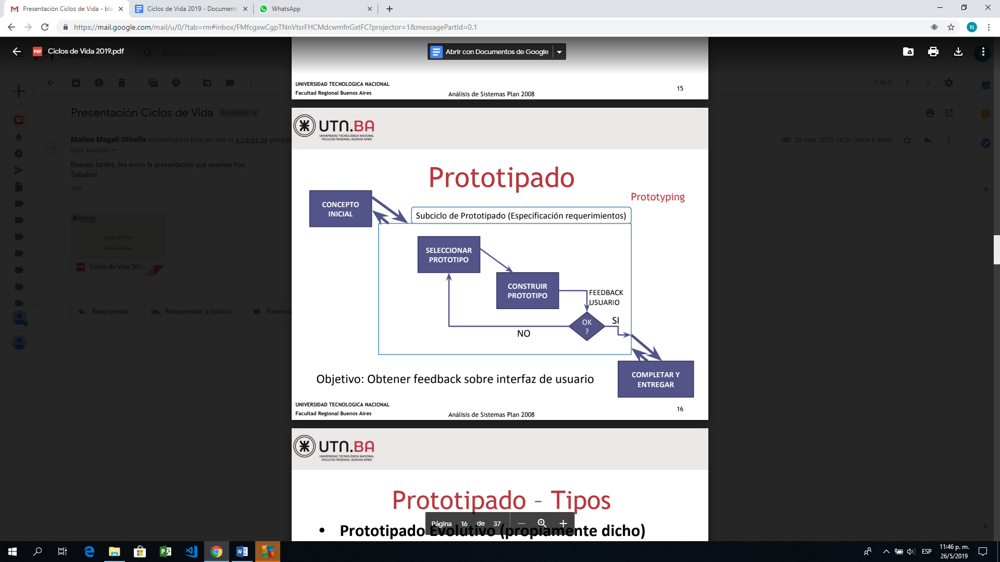 Presentación Ciclos de Vida - bla
Ciclos de Vida 2019 - Documento
WhatsApp
https://mail.google.com/mail/u/0/?tab=rm#inbox/FMfcgxwCgpTNnVtsrFHCMdcwmfnGxtFC?projector=1&messagePartId=0.1
N
PDF
Ciclos de Vida 2019.pdf
Buscar correo
Abrir con Documentos de Google
3 de 8
Presentación Ciclos de Vida
Recibidos
Marina Magali Olivella molivella@est.frba.utn.edu.ar a través de
20 may. 2019 14:20 (hace 6 días)
para Analisis
Buenas tardes, les envío la presentación que usamos hoy.
Saludos!
Ciclos de Vida
Análisis de Sistemas
PDF
Ciclos de Vida 201...
Responder
Responder a todos
UNIVERSIDAD TECNOLOGICA NACIONAL
Facultad Regional Buenos Aires
Análisis de Sistemas Plan 2008
15
UTN.BA
UNIVERSIDAD TECNOLÓGICA NACIONAL
FACULTAD REGIONAL BUENOS AIRES
Prototipado
Prototyping
CONCEPTO
INICIAL
Subciclo de Prototipado (Especificación requerimientos)
SELECCIONAR
PROTOTIPO
CONSTRUIR
PROTOTIPO
FEEDBACK
USUARIO
OK
?
SI
NO
COMPLETAR Y
ENTREGAR
Objetivo: Obtener feedback sobre interfaz de usuario
UNIVERSIDAD TECNOLOGICA NACIONAL
Facultad Regional Buenos Aires
Análisis de Sistemas Plan 2008
16
UTN.BA
UNIVERSIDAD TECNOLÓGICA NACIONAL
FACULTAD REGIONAL BUENOS AIRES
Prototipado – Tipos
• Prototipado Evolutivo (propiamente dicho)
Página 16 de 37
ESP
11:46 p. m.
26/5/2019